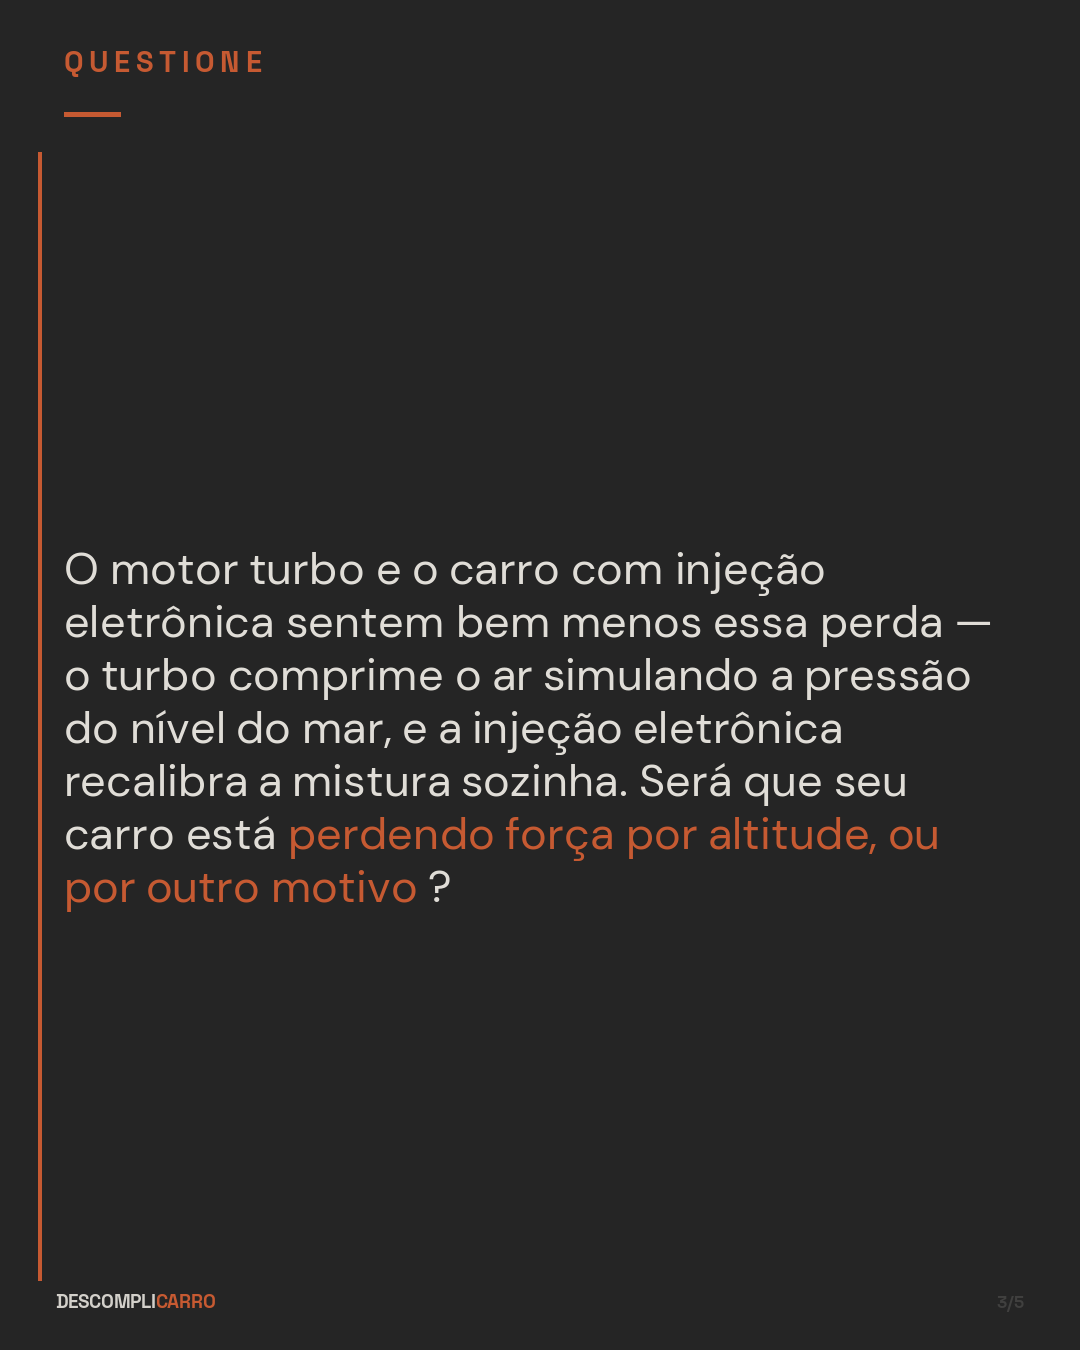 QUESTIONE
O motor turbo e o carro com injeção
eletrônica sentem bem menos essa perda —
o turbo comprime o ar simulando a pressão
do nível do mar, e a injeção eletrônica
recalibra a mistura sozinha. Será que seu
carro está perdendo força por altitude, ou
por outro motivo ?
DESCOMPLICARRO
3/5